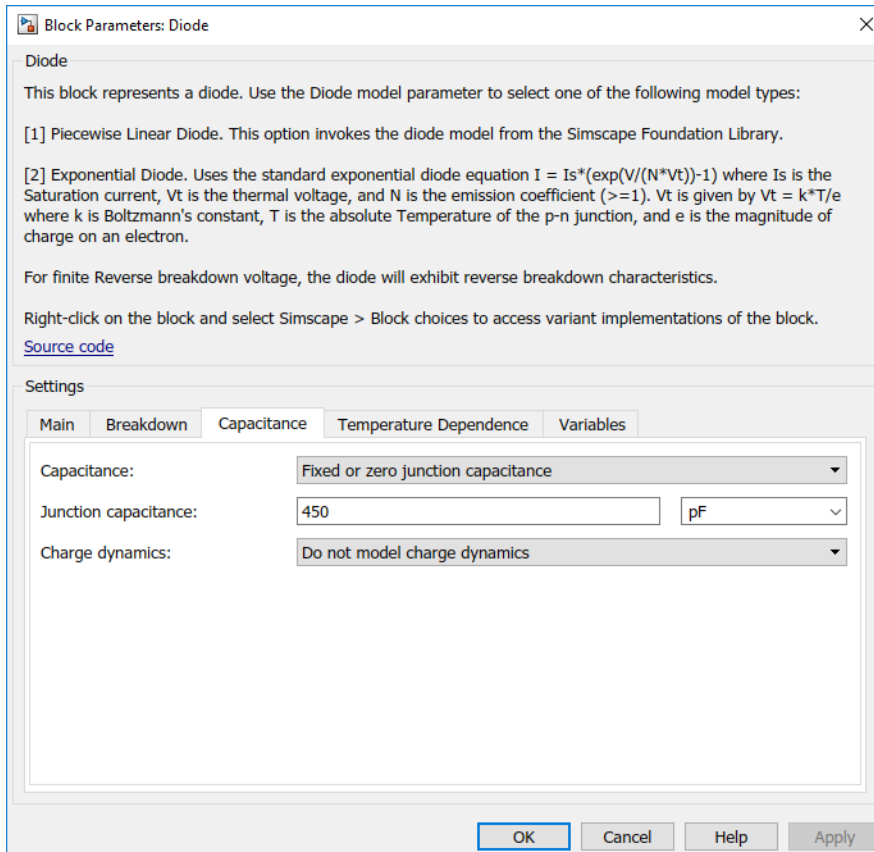 Block Parameters: Diode
Diode
This block represents a diode. Use the Diode model parameter to select one of the following model types:
[1] Piecewise Linear Diode. This option invokes the diode model from the Simscape Foundation Library.
[2] Exponential Diode. Uses the standard exponential diode equation I = Is*(exp(V/(N*Vt))-1) where Is is the
Saturation current, Vt is the thermal voltage, and N is the emission coefficient (>=1). Vt is given by Vt = k*T/e
where k is Boltzmann's constant, T is the absolute Temperature of the p-n junction, and e is the magnitude of
charge on an electron.
For finite Reverse breakdown voltage, the diode will exhibit reverse breakdown characteristics.
Right-click on the block and select Simscape > Block choices to access variant implementations of the block.
Source code
Settings
Main Breakdown Capacitance Temperature Dependence Variables
Capacitance: Fixed or zero junction capacitance
Junction capacitance: 450 pF
Charge dynamics: Do not model charge dynamics
OK Cancel Help Apply